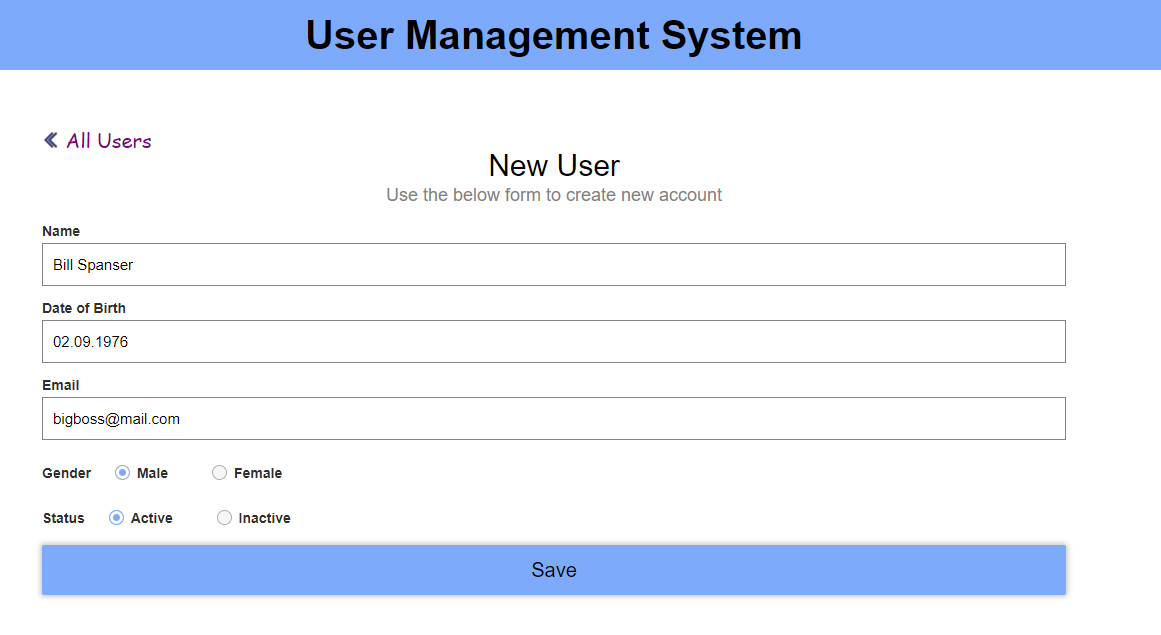 User Management System
All Users
New User
Use the below form to create new account
Name
Bill Spanser
Date of Birth
02.09.1976
Email
bigboss@mail.com
Gender Male Female
Status Active Inactive
Save